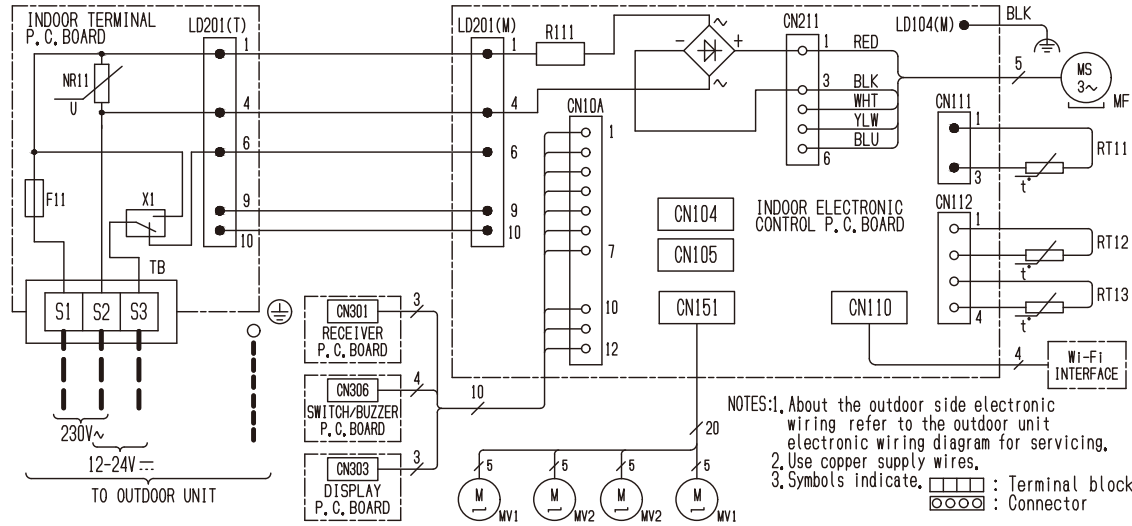 INDOOR TERMINAL
P.C.BOARD
LD201(T)
LD201(M)
R111
CN211
LD104(M)
BLK
1
1
1
RED
5
MS
3~
MF
NR11
U
4
4
3
BLK
WHT
YLW
BLU
6
CN10A
1
CN111
1
3
t°
RT11
6
6
F11
X1
9
10
9
10
7
CN104
CN105
INDOOR ELECTRONIC
CONTROL P.C.BOARD
CN112
1
t°
RT12
t°
RT13
4
TB
S1
S2
S3
CN301
3
RECEIVER
P.C.BOARD
10
12
CN151
CN110
4
Wi-Fi
INTERFACE
CN306
4
SWITCH/BUZZER
P.C.BOARD
10
20
230V~
12-24V⎓
TO OUTDOOR UNIT
CN303
3
DISPLAY
P.C.BOARD
5
5
5
5
M
M
M
M
MV1
MV2
MV2
MV1
NOTES:1.About the outdoor side electronic
wiring refer to the outdoor unit
electronic wiring diagram for servicing.
2.Use copper supply wires.
3.Symbols indicate.
: Terminal block
: Connector